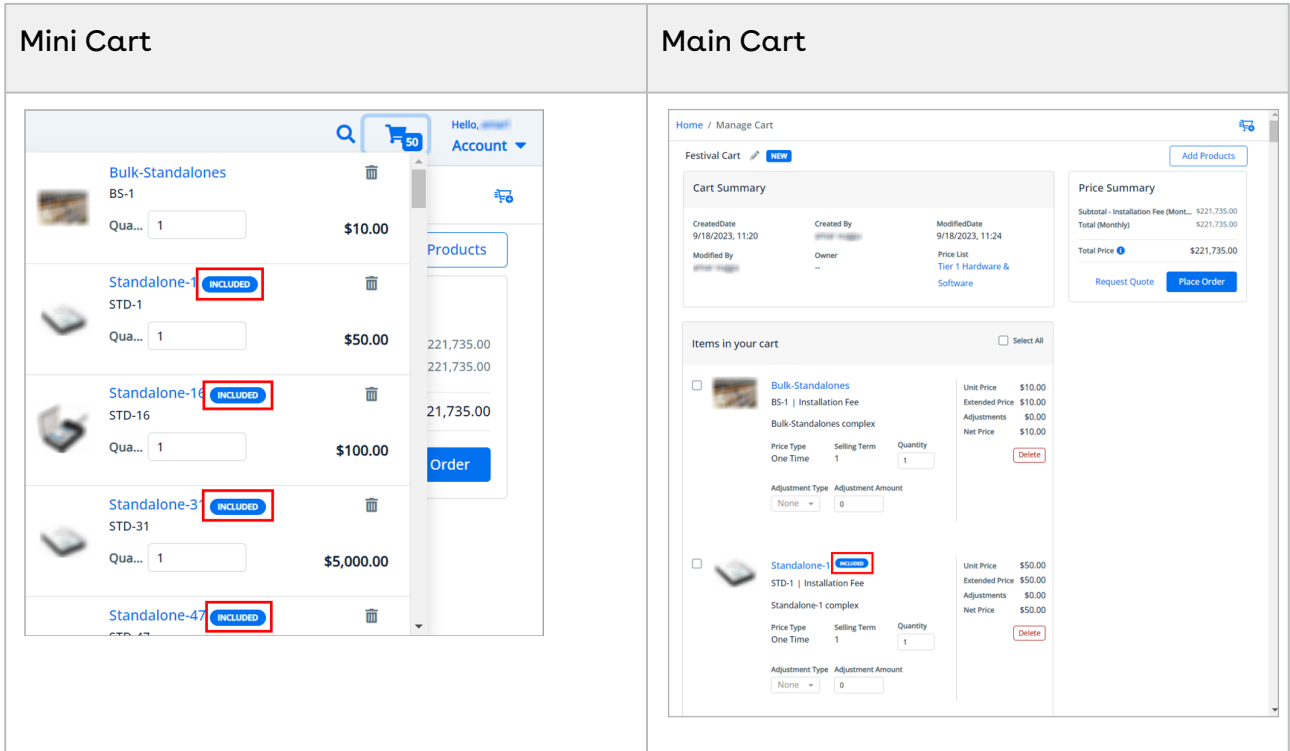 Mini Cart
Main Cart
50
Hello,
Account
Bulk-Standalones
BS-1
Qua... 1
$10.00
Products
Standalone-1 INCLUDED
STD-1
Qua... 1
$50.00
221,735.00
221,735.00
Standalone-16 INCLUDED
STD-16
21,735.00
Qua... 1
$100.00
Order
Standalone-31 INCLUDED
STD-31
Qua... 1
$5,000.00
Standalone-47 INCLUDED
STD-47
Home / Manage Cart
Festival Cart NEW
Add Products
Cart Summary
CreatedDate Created By ModifiedDate
9/18/2023, 11:20 9/18/2023, 11:24
Modified By Owner Price List
-- Tier 1 Hardware &
Software
Price Summary
Subtotal - Installation Fee (Mont... $221,735.00
Total (Monthly) $221,735.00
Total Price $221,735.00
Request Quote Place Order
Items in your cart Select All
Bulk-Standalones
BS-1 | Installation Fee
Bulk-Standalones complex
Price Type Selling Term Quantity
One Time 1 1
Adjustment Type Adjustment Amount
None 0
Unit Price $10.00
Extended Price $10.00
Adjustments $0.00
Net Price $10.00
Delete
Standalone-1 INCLUDED
STD-1 | Installation Fee
Standalone-1 complex
Price Type Selling Term Quantity
One Time 1 1
Adjustment Type Adjustment Amount
None 0
Unit Price $50.00
Extended Price $50.00
Adjustments $0.00
Net Price $50.00
Delete